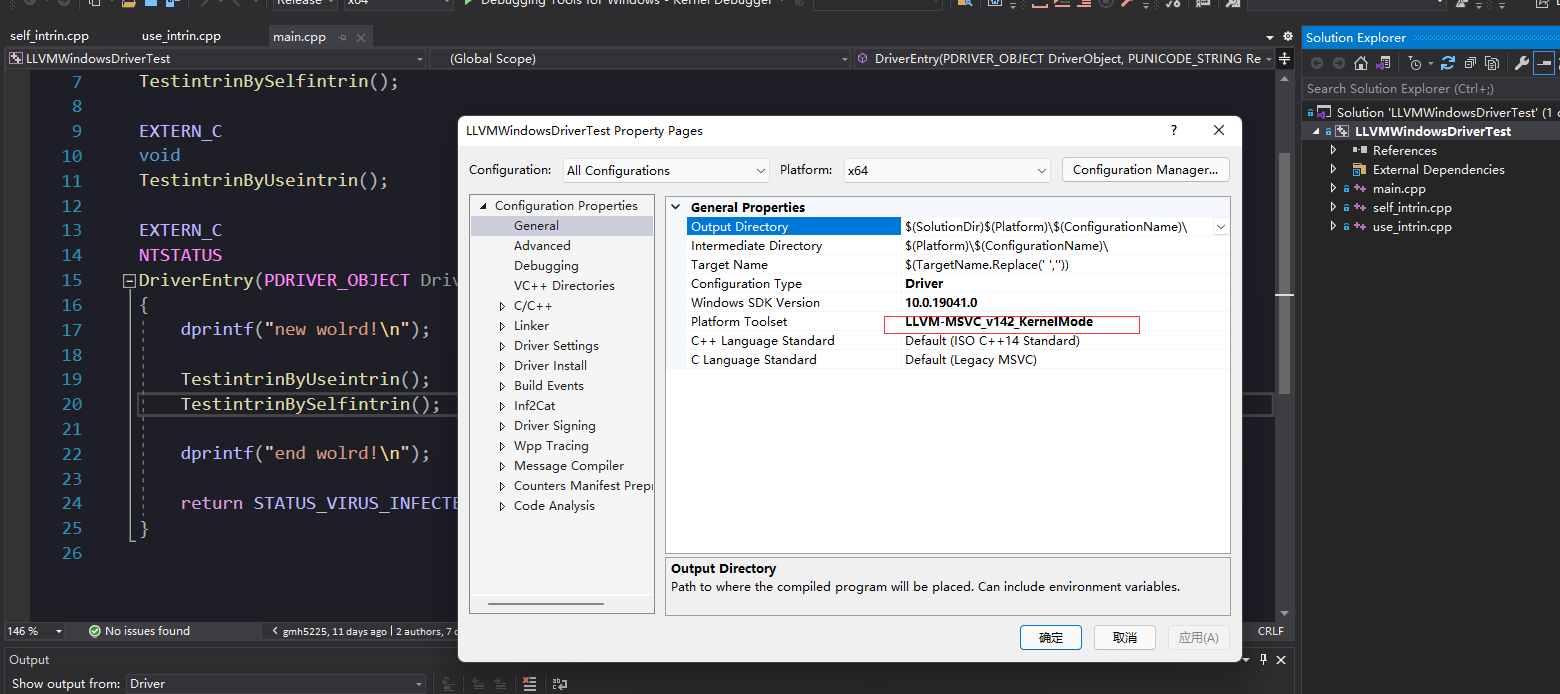 Release x64 Debugging Tools for Windows - Kernel Debugger
self_intrin.cpp use_intrin.cpp main.cpp
LLVMWindowsDriverTest (Global Scope) DriverEntry(PDRIVER_OBJECT DriverObject, PUNICODE_STRING Re
7 TestintrinBySelfintrin();
8
9 EXTERN_C
10 void
11 TestintrinByUseintrin();
12
13 EXTERN_C
14 NTSTATUS
15 DriverEntry(PDRIVER_OBJECT Driv
16 {
17 dprintf("new wolrd!\n");
18
19 TestintrinByUseintrin();
20 TestintrinBySelfintrin();
21
22 dprintf("end wolrd!\n");
23
24 return STATUS_VIRUS_INFECTE
25 }
26
146 % No issues found gmh5225, 11 days ago | 2 authors, 7 c CRLF
Output
Show output from: Driver
LLVMWindowsDriverTest Property Pages ?
Configuration: All Configurations Platform: x64 Configuration Manager...
Configuration Properties
General
Advanced
Debugging
VC++ Directories
C/C++
Linker
Driver Settings
Driver Install
Build Events
Inf2Cat
Driver Signing
Wpp Tracing
Message Compiler
Counters Manifest Prepr
Code Analysis
General Properties
Output Directory $(SolutionDir)$(Platform)\$(ConfigurationName)\
Intermediate Directory $(Platform)\$(ConfigurationName)\
Target Name $(TargetName.Replace(' ',''))
Configuration Type Driver
Windows SDK Version 10.0.19041.0
Platform Toolset LLVM-MSVC_v142_KernelMode
C++ Language Standard Default (ISO C++14 Standard)
C Language Standard Default (Legacy MSVC)
Output Directory
Path to where the compiled program will be placed. Can include environment variables.
确定 取消 应用(A)
Solution Explorer
Search Solution Explorer (Ctrl+;)
Solution 'LLVMWindowsDriverTest' (1 c
LLVMWindowsDriverTest
References
External Dependencies
main.cpp
self_intrin.cpp
use_intrin.cpp